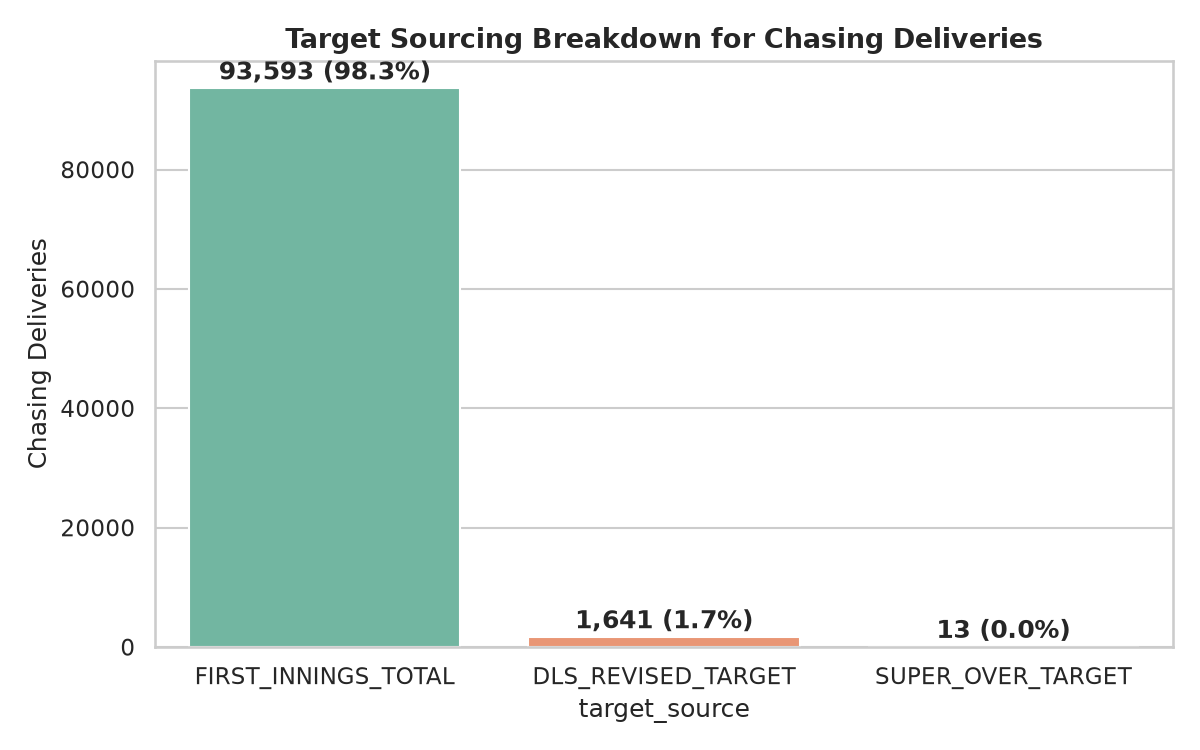 Target Sourcing Breakdown for Chasing Deliveries
93,593 (98.3%)
80000
60000
40000
20000
0
Chasing Deliveries
1,641 (1.7%)
13 (0.0%)
FIRST_INNINGS_TOTAL
DLS_REVISED_TARGET
SUPER_OVER_TARGET
target_source